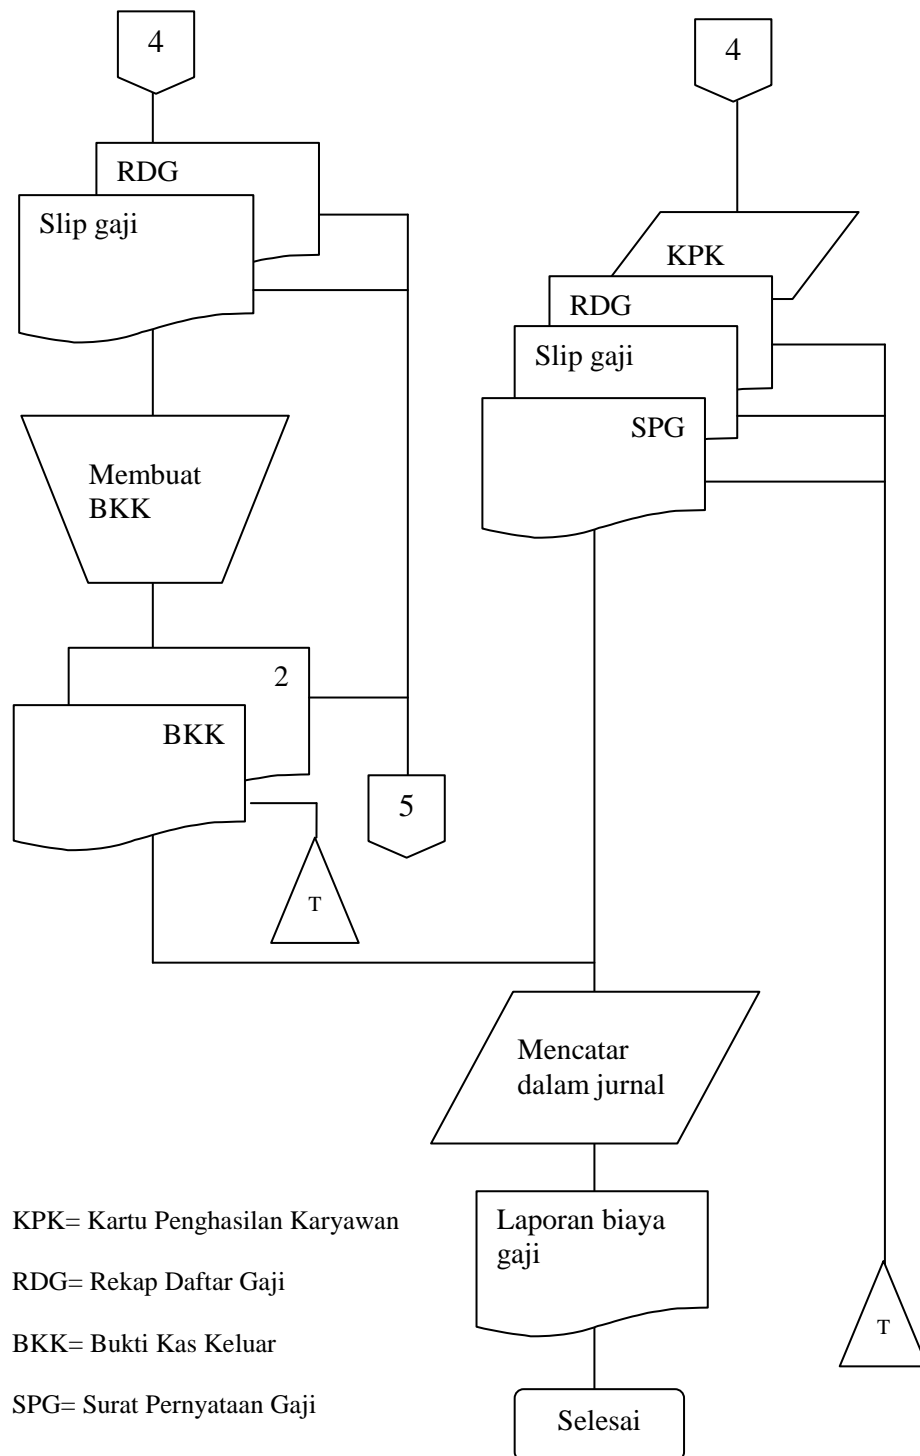 4
RDG
Slip gaji
Membuat
BKK
2
BKK
5
T
4
KPK
RDG
Slip gaji
SPG
Mencatar
dalam jurnal
Laporan biaya
gaji
T
Selesai
KPK= Kartu Penghasilan Karyawan
RDG= Rekap Daftar Gaji
BKK= Bukti Kas Keluar
SPG= Surat Pernyataan Gaji